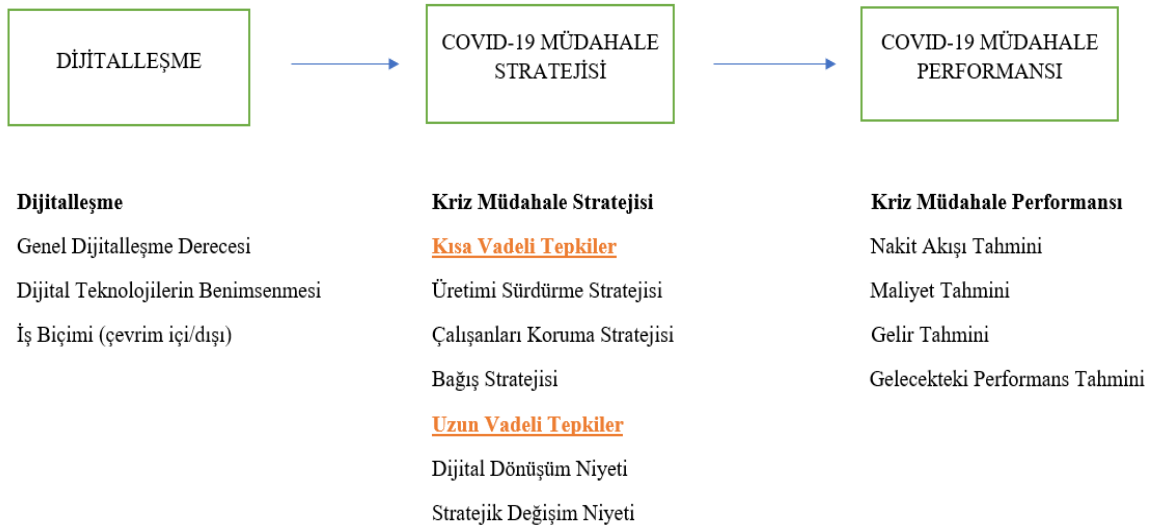 DİJİTALLEŞME
COVID-19 MÜDAHALE
STRATEJİSİ
COVID-19 MÜDAHALE
PERFORMANSI
Dijitalleşme
Genel Dijitalleşme Derecesi
Dijital Teknolojilerin Benimsenmesi
İş Biçimi (çevrim içi/dışı)
Kriz Müdahale Stratejisi
Kısa Vadeli Tepkiler
Üretimi Sürdürme Stratejisi
Çalışanları Koruma Stratejisi
Bağış Stratejisi
Uzun Vadeli Tepkiler
Dijital Dönüşüm Niyeti
Stratejik Değişim Niyeti
Kriz Müdahale Performansı
Nakit Akışı Tahmini
Maliyet Tahmini
Gelir Tahmini
Gelecekteki Performans Tahmini